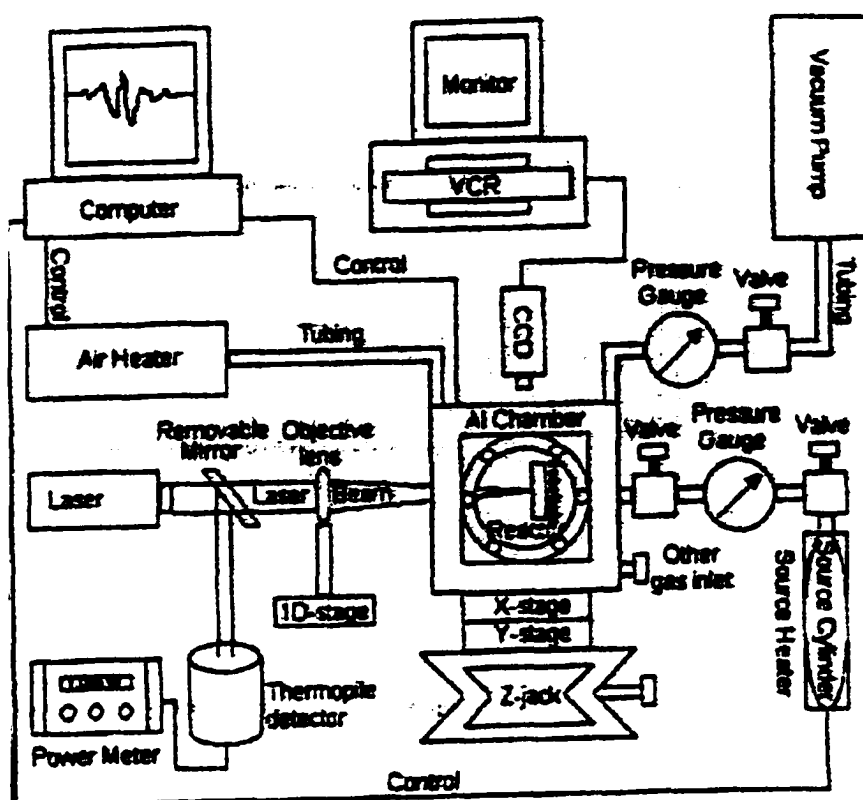 Monitor
VCR
Computer
Vacuum Pump
Control
Control
CCD
Pressure
Gauge
Valve
Tubing
Air Heater
Tubing
Al Chamber
Removable
Mirror
Objective
lens
Valve
Pressure
Gauge
Valve
Laser
Laser
Beam
Other
gas inlet
1D-stage
X-stage
Y-stage
Z-jack
Source Heater
Source Cylinder
Thermopile
detector
Power Meter
Control